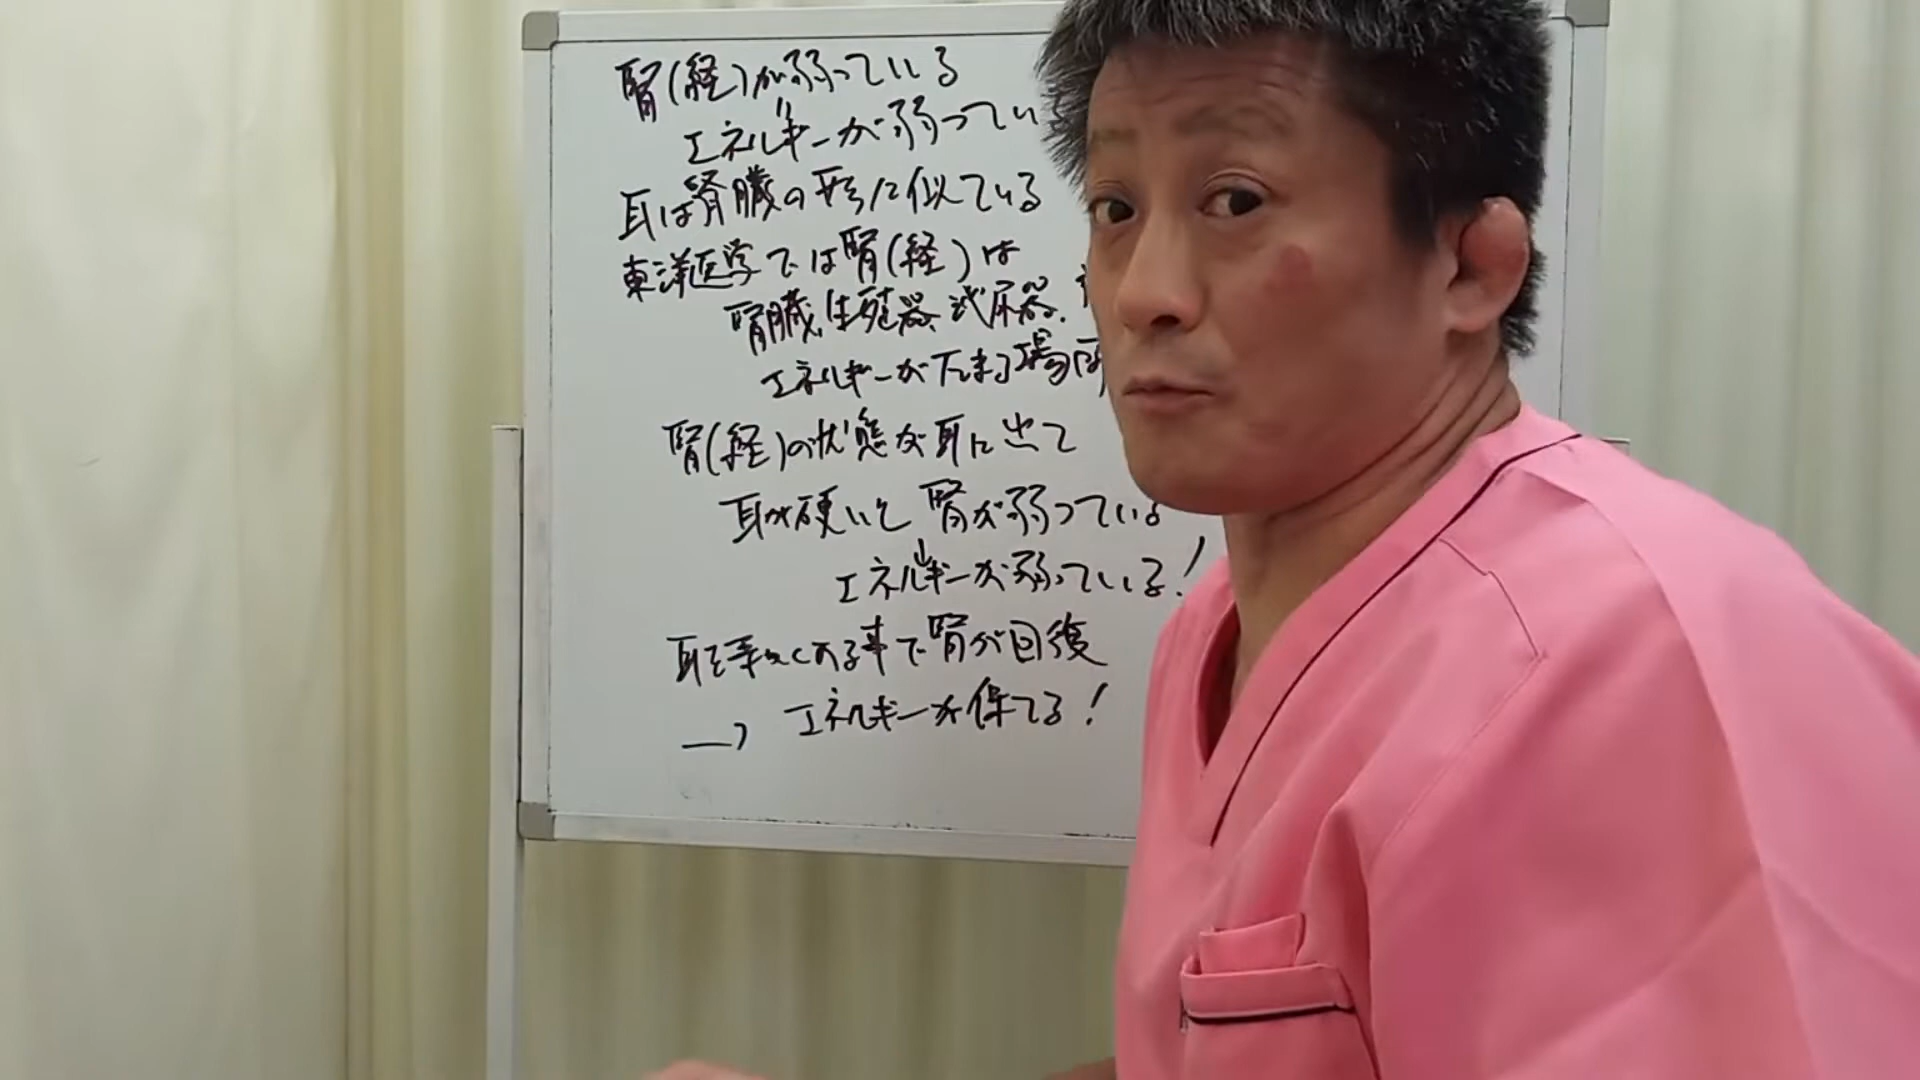 腎(経)が弱っている
エネルギーが弱ってい
耳は腎臓の形に似ている
東洋医学では腎(経)は
腎臓、生殖器、泌尿器、
エネルギーがたまる場所
腎(経)の状態が耳に出て
耳が硬いと腎が弱っている
エネルギーが弱っている!
耳を柔くする事で腎が回復
→ エネルギーが保てる!